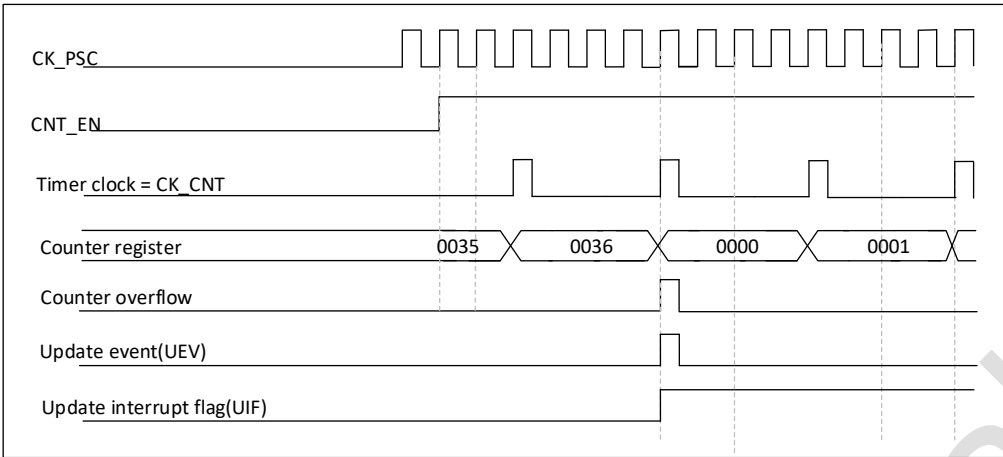 CK_PSC
CNT_EN
Timer clock = CK_CNT
Counter register 0035 0036 0000 0001
Counter overflow
Update event(UEV)
Update interrupt flag(UIF)